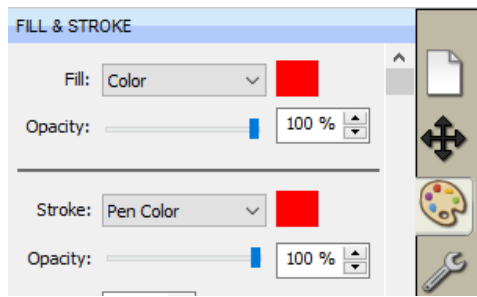 FILL & STROKE
Fill: Color
Opacity: 100 %
Stroke: Pen Color
Opacity: 100 %